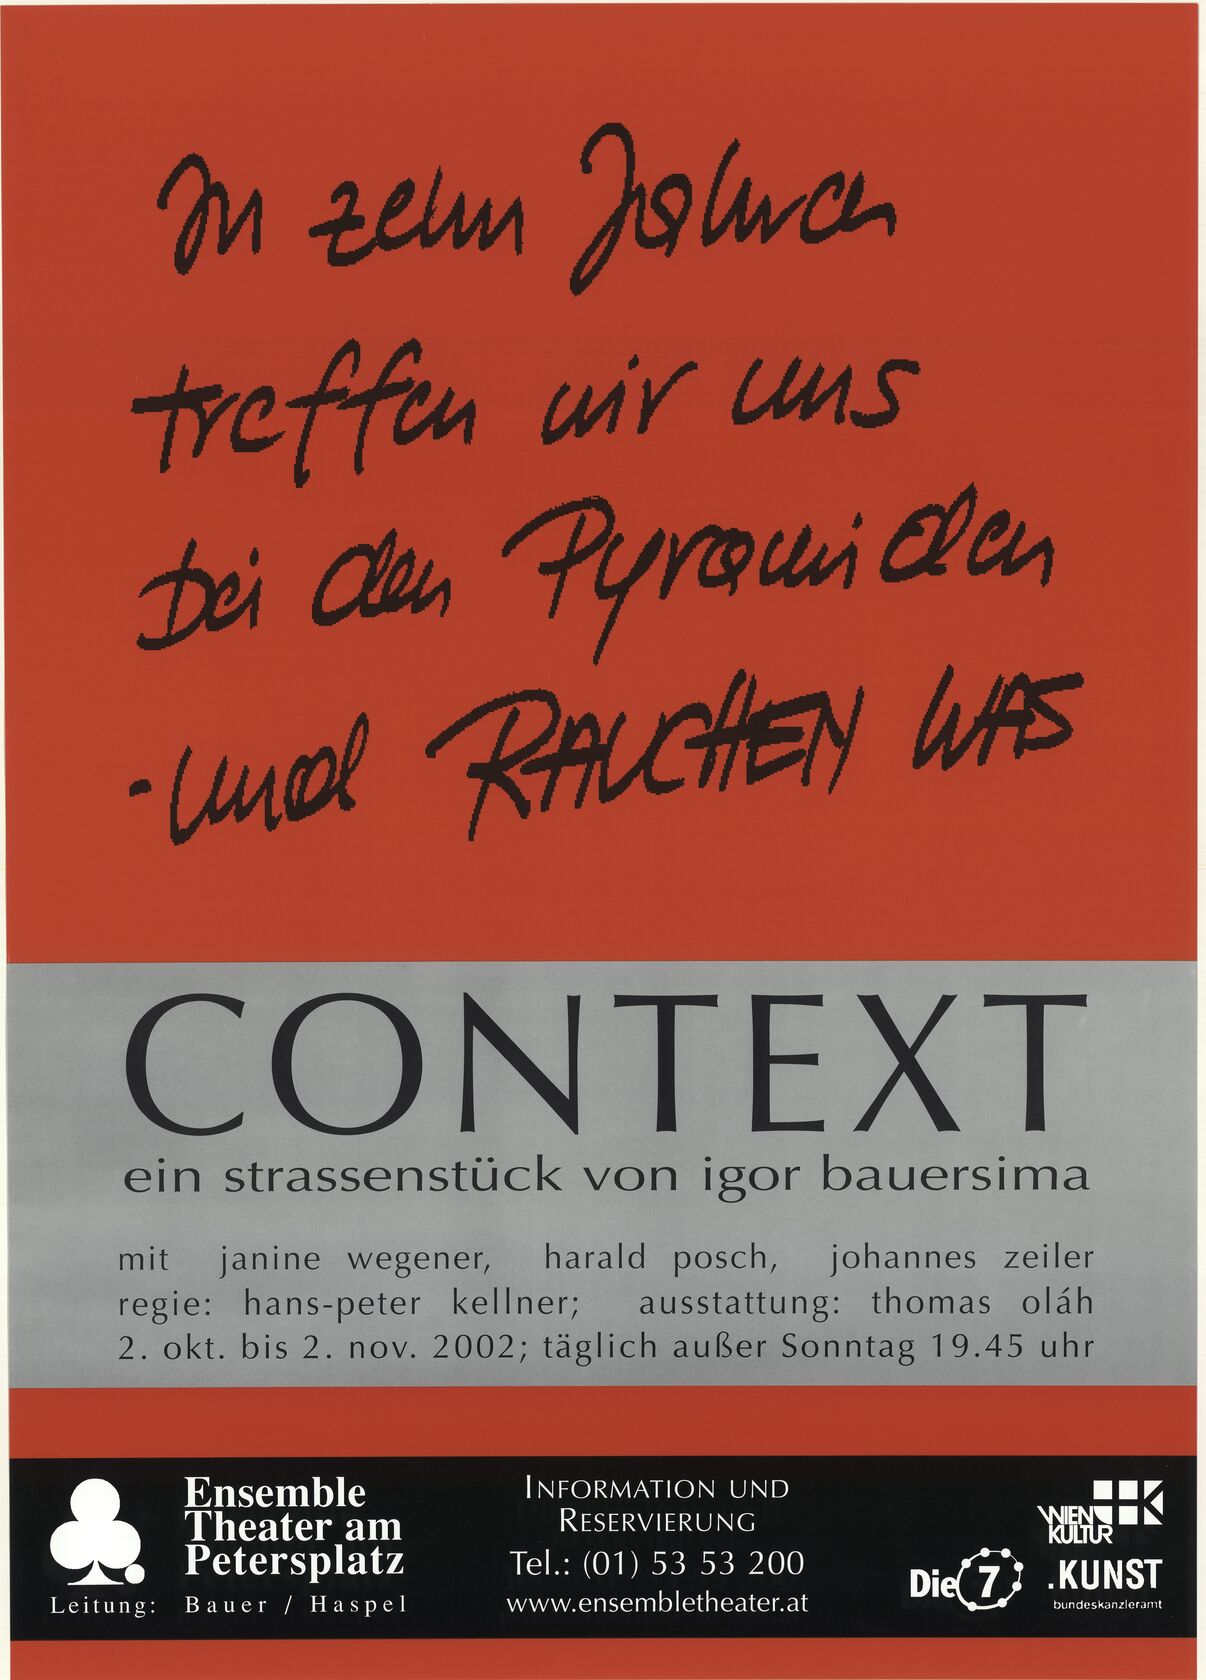 In zehn Jahren
treffen wir uns
bei den Pyramiden
- und RAUCHEN WAS
CONTEXT
ein strassenstück von igor bauersima
mit janine wegener, harald posch, johannes zeiler
regie: hans-peter kellner; ausstattung: thomas oláh
2. okt. bis 2. nov. 2002; täglich außer Sonntag 19.45 uhr
Ensemble
Theater am
Petersplatz
Leitung: Bauer / Haspel
INFORMATION UND
RESERVIERUNG
Tel.: (01) 53 53 200
www.ensembletheater.at
Die 7
WIEN
KULTUR
.KUNST
bundeskanzleramt